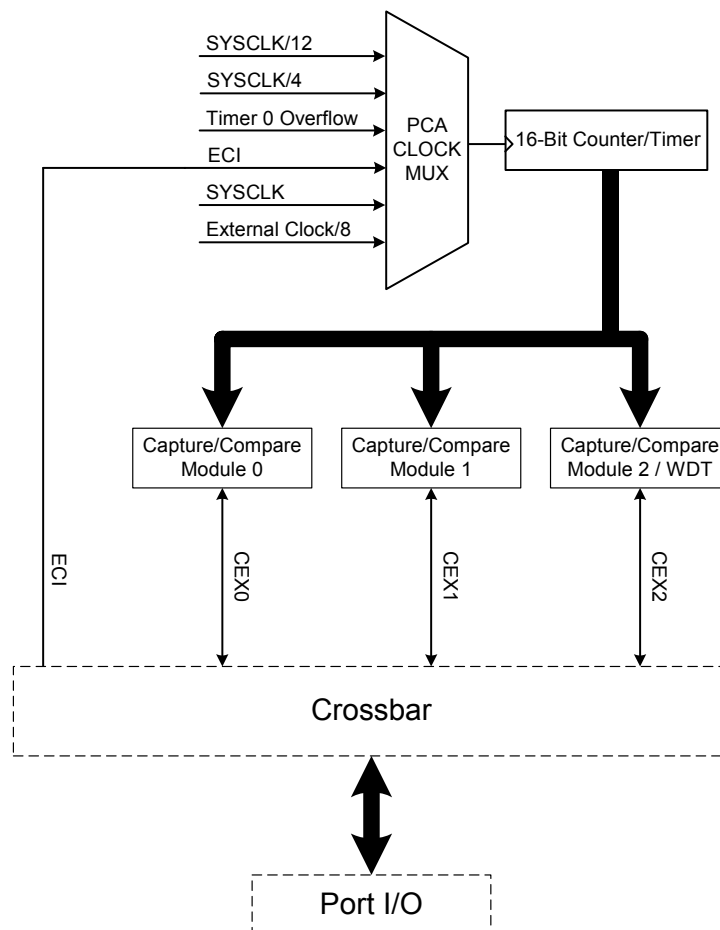 SYSCLK/12
SYSCLK/4
Timer 0 Overflow
ECI
SYSCLK
External Clock/8
PCA
CLOCK
MUX
16-Bit Counter/Timer
Capture/Compare
Module 0
Capture/Compare
Module 1
Capture/Compare
Module 2 / WDT
ECI
CEX0
CEX1
CEX2
Crossbar
Port I/O